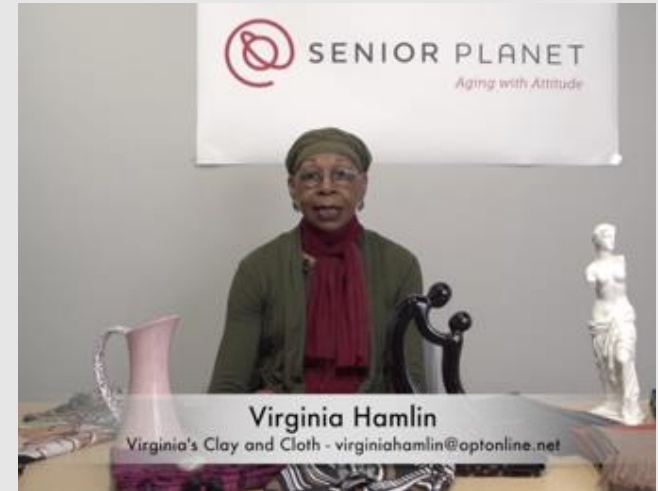 SENIOR PLANET
Aging with Attitude
Virginia Hamlin
Virginia's Clay and Cloth - virginiahamlin@optonline.net